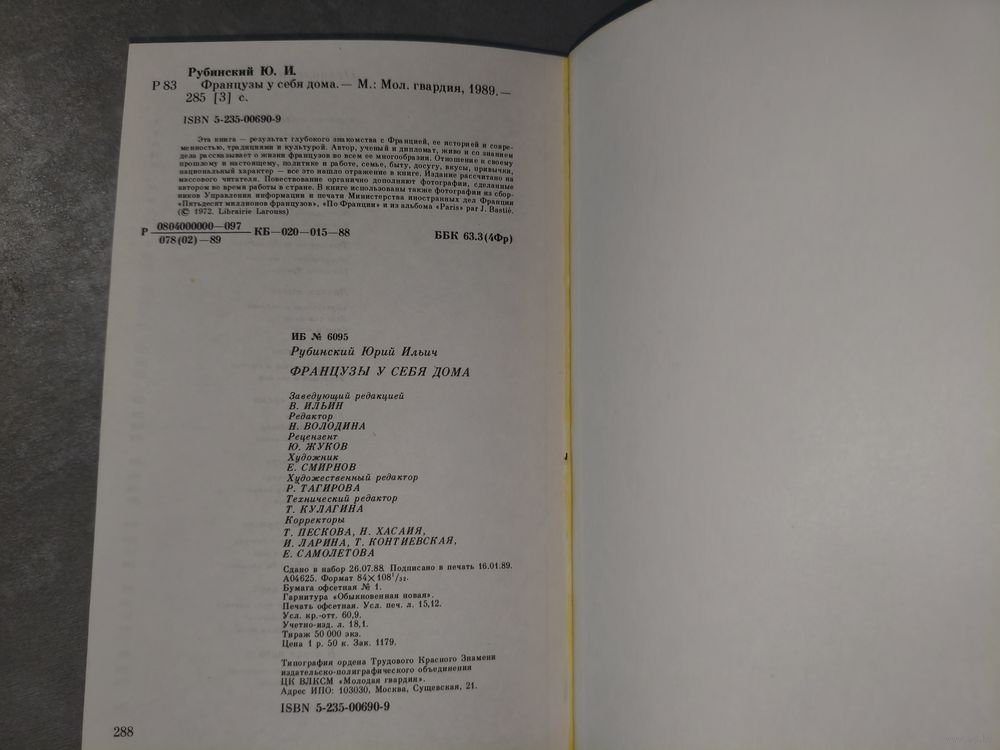 Рубинский Ю. И.
Р 83 Французы у себя дома. — М.: Мол. гвардия, 1989. —
285 [3] с.
ISBN 5-235-00690-9
Эта книга — результат глубокого знакомства с Францией, ее историей и совре-
менностью, традициями и культурой. Автор, ученый и дипломат, живо и со знанием
дела рассказывает о жизни французов во всем ее многообразии. Отношение к своему
прошлому и настоящему, политике и работе, семье, быту, досугу, вкусы, привычки,
национальный характер — все это нашло отражение в книге. Издание рассчитано на
массового читателя. Повествование органично дополняют фотографии, сделанные
автором во время работы в стране. В книге использованы также фотографии из сбор-
ников Управления информации и печати Министерства иностранных дел Франции
«Пятьдесят миллионов французов», «По Франции» и из альбома «Paris» par J. Bastié.
(© 1972. Librairie Larouss)
Р 0804000000—097
078(02)—89 КБ—020—015—88 ББК 63.3(4Фр)
ИБ № 6095
Рубинский Юрий Ильич
ФРАНЦУЗЫ У СЕБЯ ДОМА
Заведующий редакцией
В. ИЛЬИН
Редактор
Н. ВОЛОДИНА
Рецензент
Ю. ЖУКОВ
Художник
Е. СМИРНОВ
Художественный редактор
Р. ТАГИРОВА
Технический редактор
Т. КУЛАГИНА
Корректоры
Т. ПЕСКОВА, Н. ХАСАИЯ,
И. ЛАРИНА, Т. КОНТИЕВСКАЯ,
Е. САМОЛЕТОВА
Сдано в набор 26.07.88. Подписано в печать 16.01.89.
А04625. Формат 84×108¹/₃₂.
Бумага офсетная № 1.
Гарнитура «Обыкновенная новая».
Печать офсетная. Усл. печ. л. 15,12.
Усл. кр.-отт. 60,9.
Учетно-изд. л. 18,1.
Тираж 50 000 экз.
Цена 1 р. 50 к. Зак. 1179.
Типография ордена Трудового Красного Знамени
издательско-полиграфического объединения
ЦК ВЛКСМ «Молодая гвардия».
Адрес ИПО: 103030, Москва, Сущевская, 21.
ISBN 5-235-00690-9
288